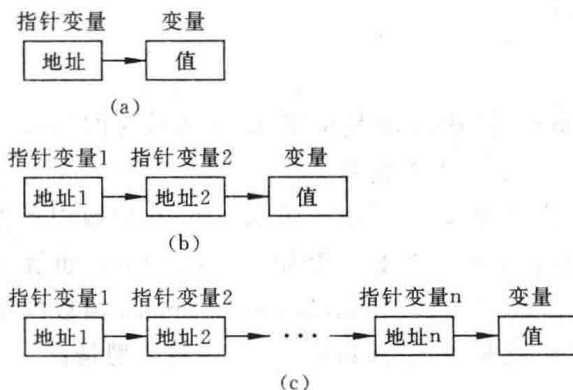 指针变量 变量
地址 值
(a)
指针变量1 指针变量2 变量
地址1 地址2 值
(b)
指针变量1 指针变量2 指针变量n 变量
地址1 地址2 ··· 地址n 值
(c)